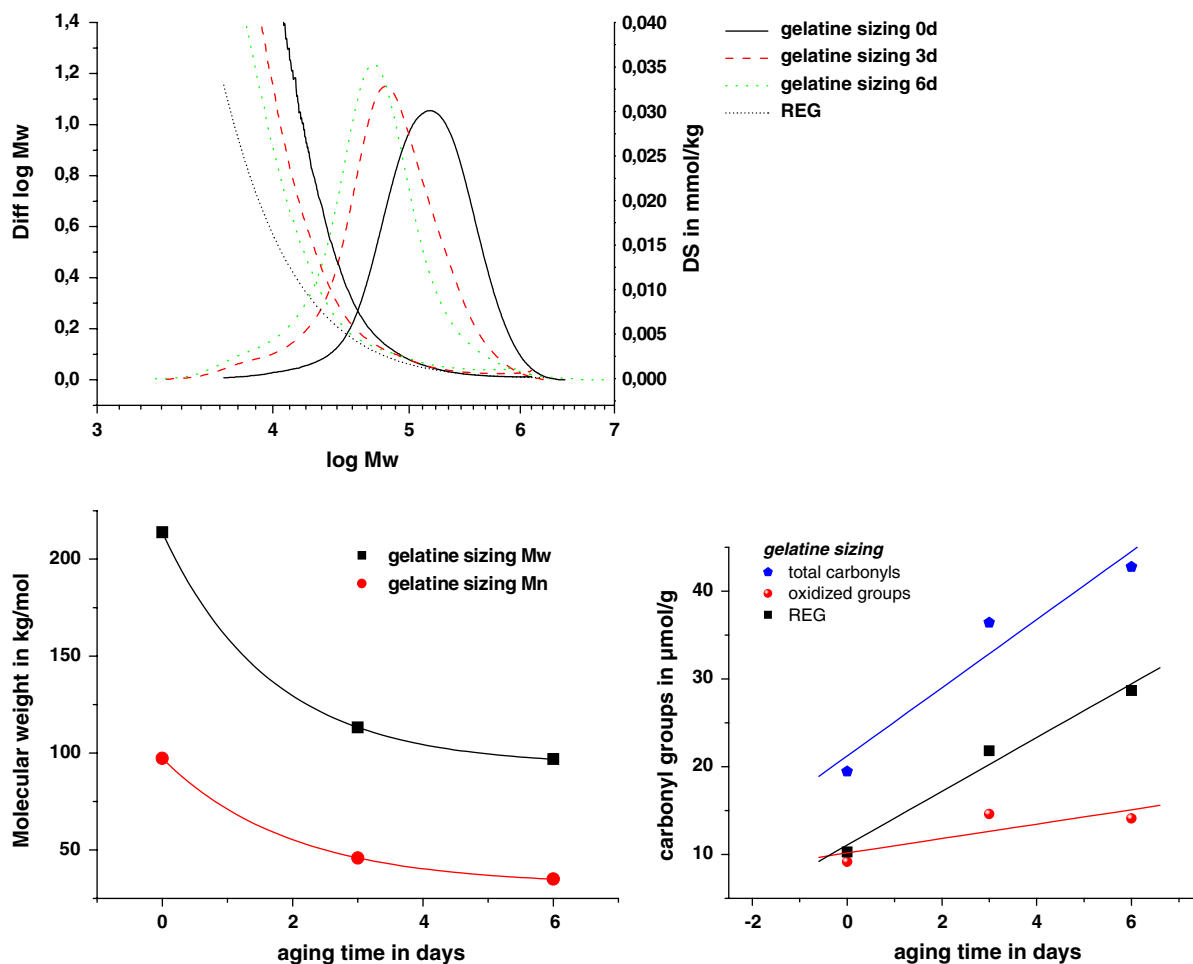 1,4
1,2
1,0
0,8
0,6
0,4
0,2
0,0
Diff log Mw
3
4
5
6
7
log Mw
0,040
0,035
0,030
0,025
0,020
0,015
0,010
0,005
0,000
DS in mmol/kg
gelatine sizing 0d
gelatine sizing 3d
gelatine sizing 6d
REG
200
150
100
50
Molecular weight in kg/mol
0
2
4
6
aging time in days
gelatine sizing Mw
gelatine sizing Mn
40
30
20
10
carbonyl groups in µmol/g
-2
0
2
4
6
aging time in days
gelatine sizing
total carbonyls
oxidized groups
REG